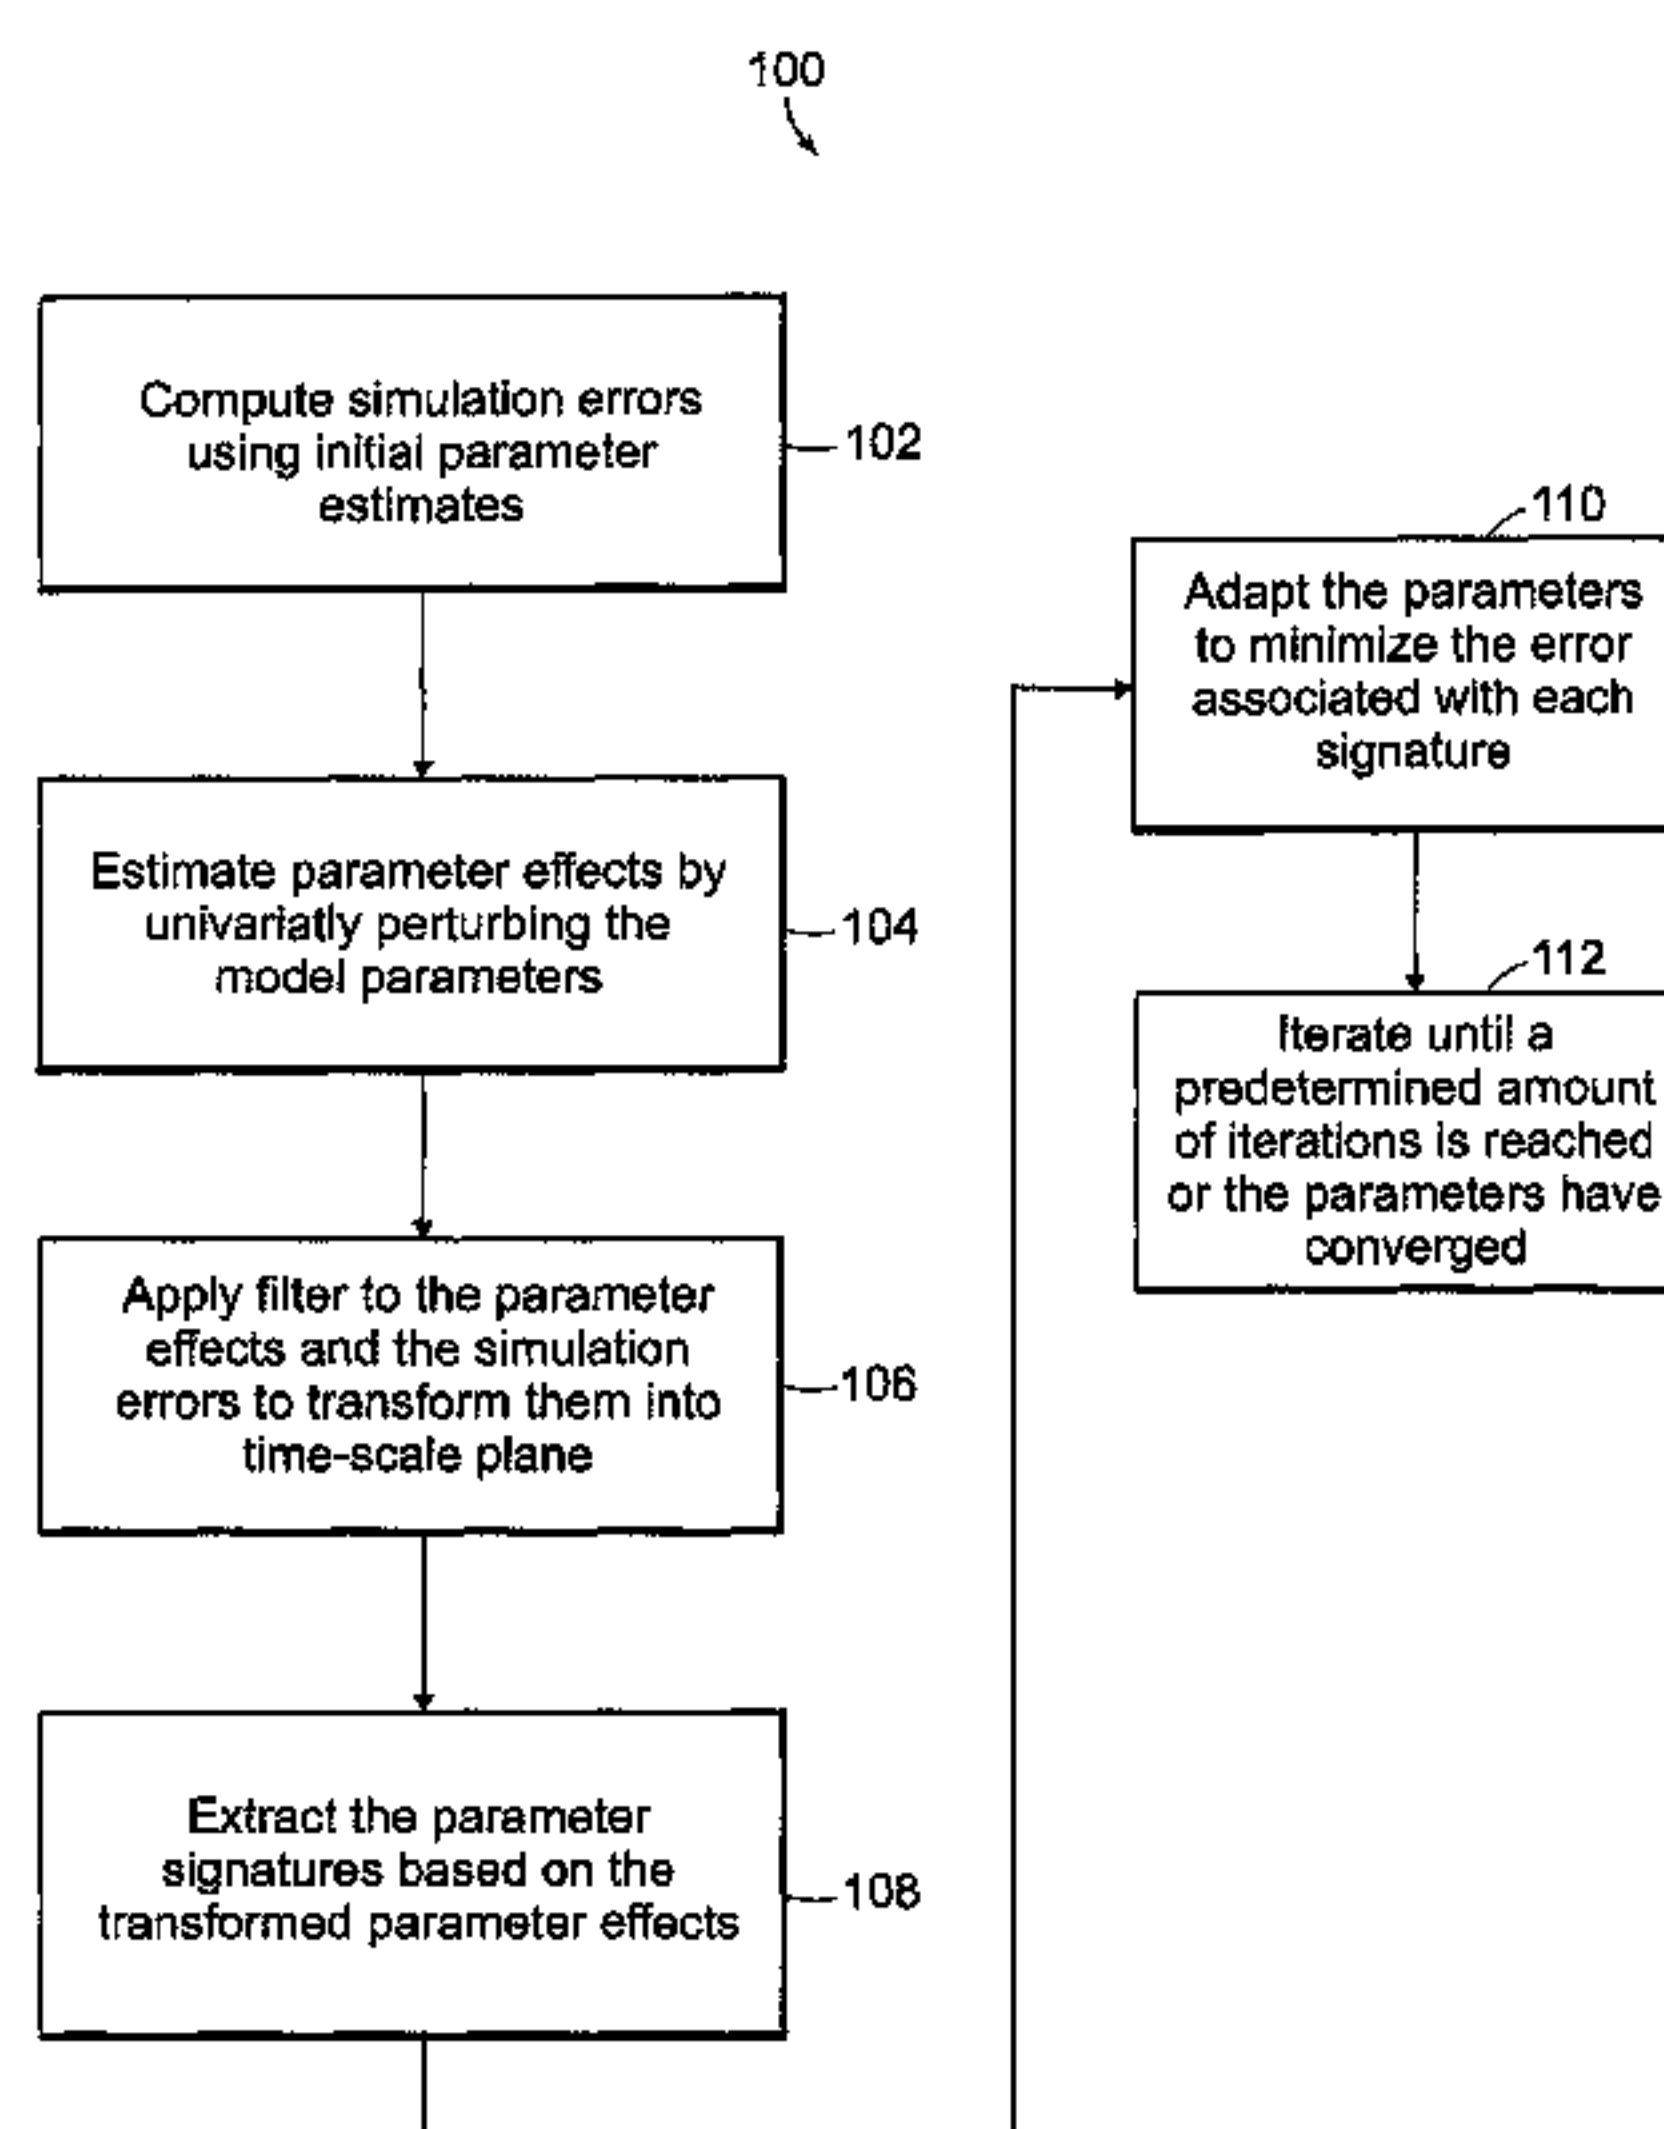 100
Compute simulation errors
using initial parameter
estimates
102
Estimate parameter effects by
univariatly perturbing the
model parameters
104
Apply filter to the parameter
effects and the simulation
errors to transform them into
time-scale plane
106
Extract the parameter
signatures based on the
transformed parameter effects
108
110
Adapt the parameters
to minimize the error
associated with each
signature
112
Iterate until a
predetermined amount
of iterations is reached
or the parameters have
converged